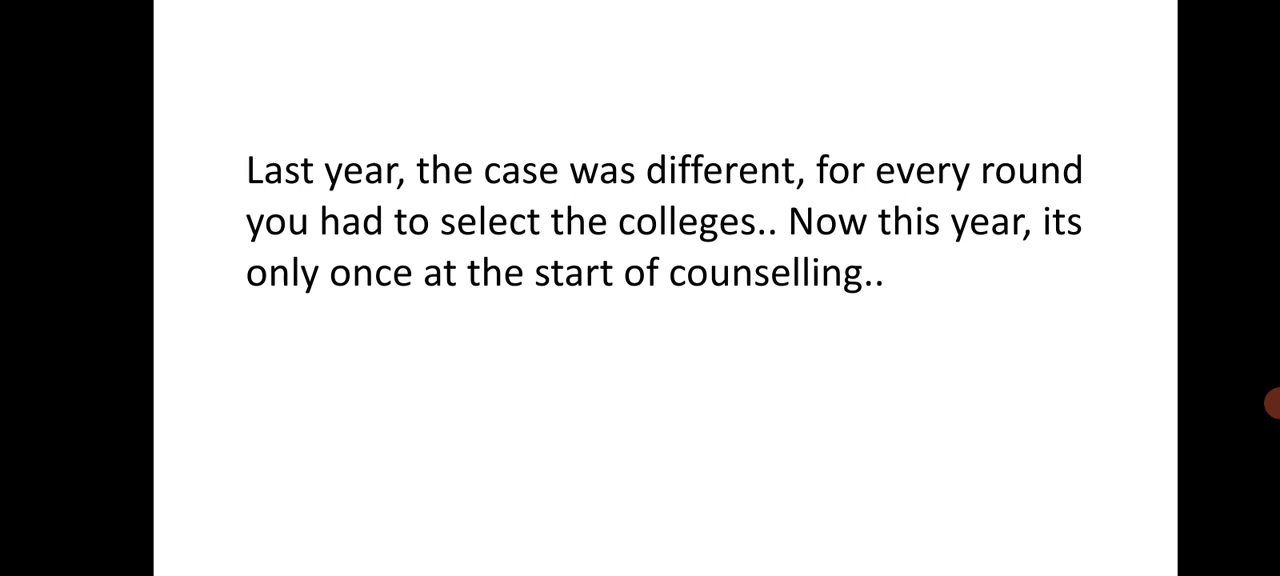 Last year, the case was different, for every round
you had to select the colleges.. Now this year, its
only once at the start of counselling..